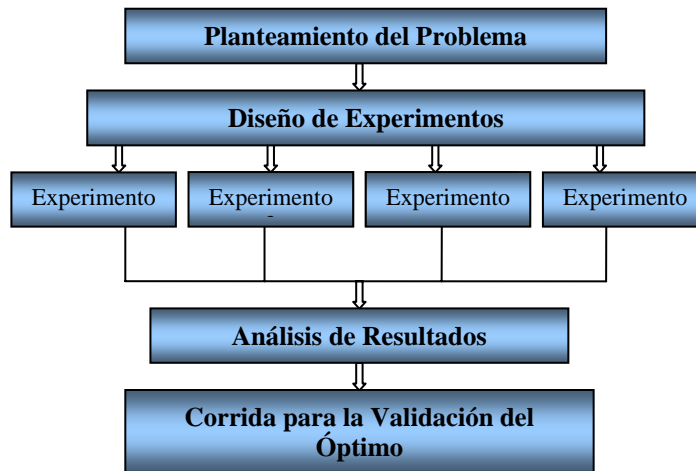 Planteamiento del Problema
Diseño de Experimentos
Experimento
Experimento
Experimento
Experimento
Análisis de Resultados
Corrida para la Validación del
Óptimo